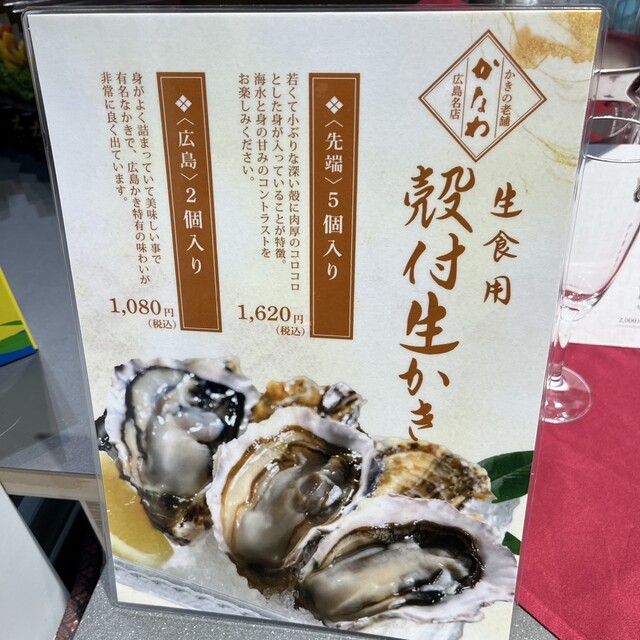 かきの老舗
かなわ
広島名店
生食用
殻付生かき
❖〈先端〉5個入り
若くて小ぶりな深い殻に肉厚のコロコロ
とした身が入っていることが特徴。
海水と身の甘みのコントラストを
お楽しみください。
1,620円
(税込)
❖〈広島〉2個入り
身がよく詰まっていて美味しい事で
有名なかきで、広島かき特有の味わいが
非常に良く出ています。
1,080円
(税込)